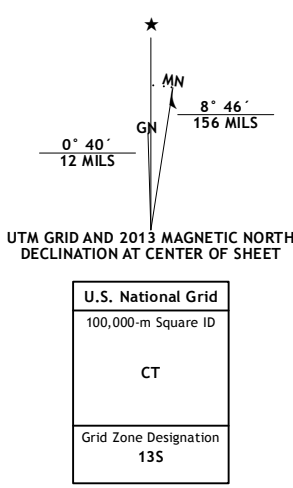 ★
MN
GN
8° 46´
156 MILS
0° 40´
12 MILS
UTM GRID AND 2013 MAGNETIC NORTH
DECLINATION AT CENTER OF SHEET
U.S. National Grid
100,000-m Square ID
CT
Grid Zone Designation
13S